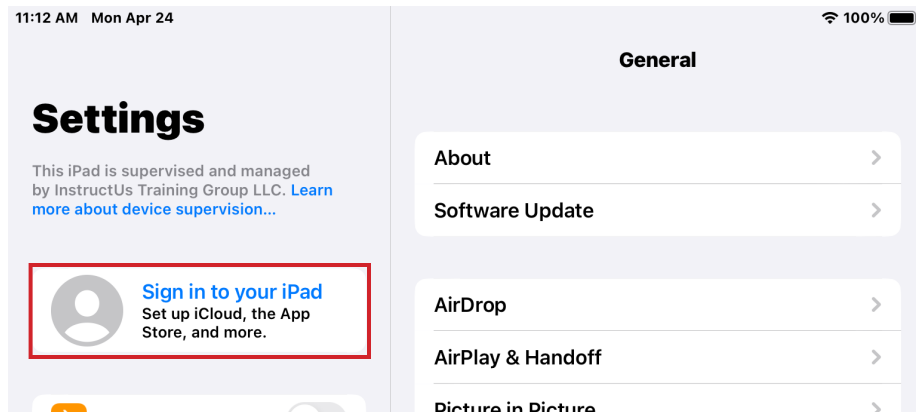 11:12 AM Mon Apr 24
100%
Settings
This iPad is supervised and managed
by InstructUs Training Group LLC. Learn
more about device supervision...
Sign in to your iPad
Set up iCloud, the App
Store, and more.
General
About
Software Update
AirDrop
AirPlay & Handoff
Picture in Picture